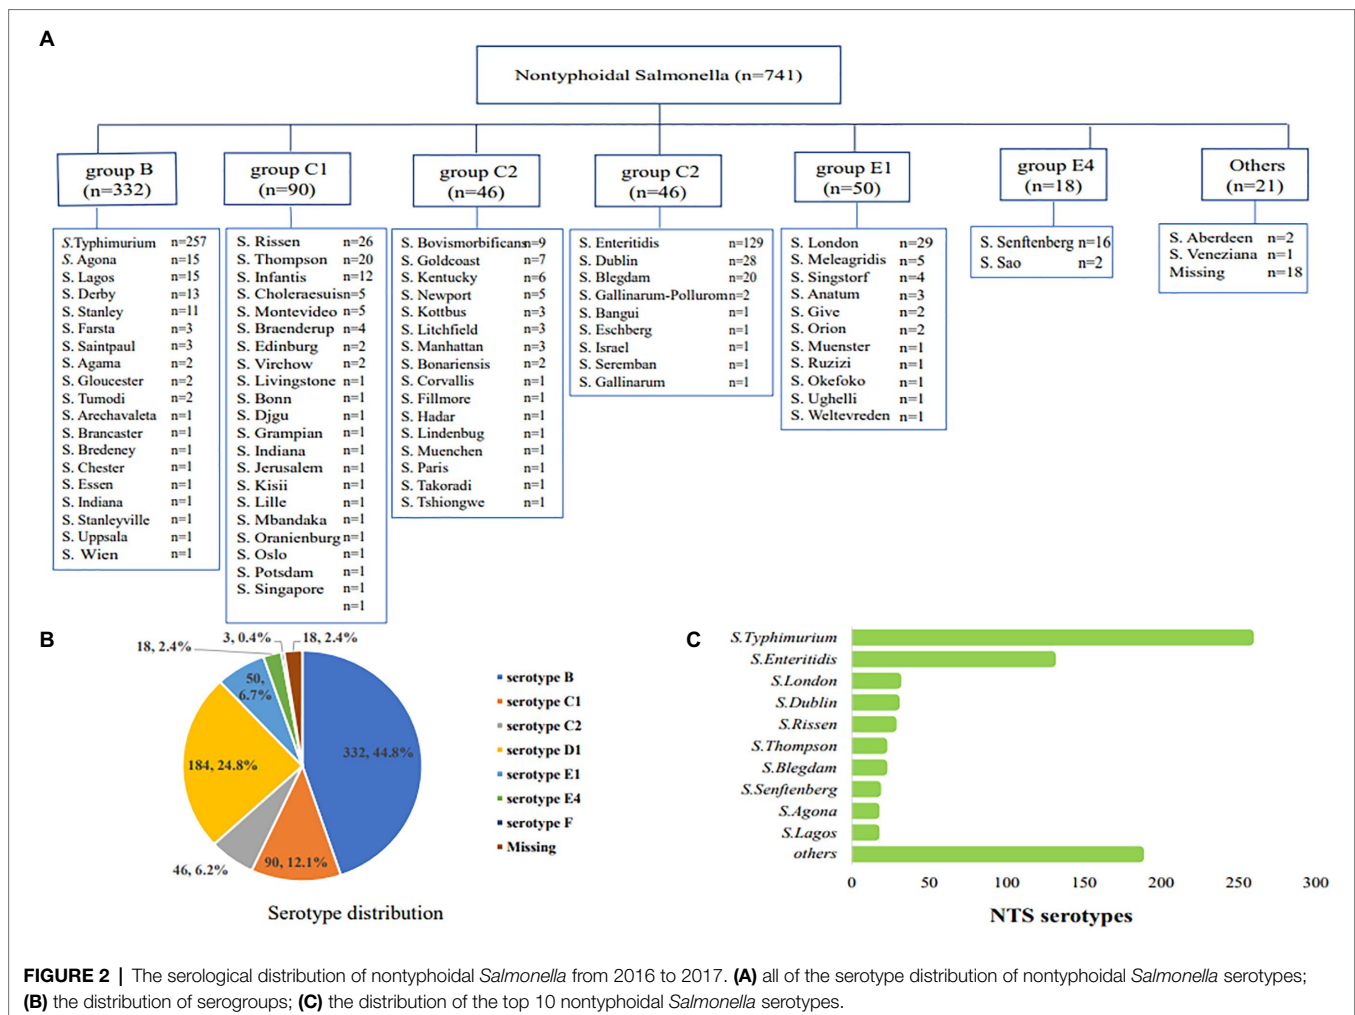 A
Nontyphoidal Salmonella (n=741)
group B
(n=332)
group C1
(n=90)
group C2
(n=46)
group C2
(n=46)
group E1
(n=50)
group E4
(n=18)
Others
(n=21)
S.Typhimurium n=257
S. Agona n=15
S. Lagos n=15
S. Derby n=13
S. Stanley n=11
S. Farsta n=3
S. Saintpaul n=3
S. Agama n=2
S. Gloucester n=2
S. Tumodi n=2
S. Arechavaleta n=1
S. Brancaster n=1
S. Bredeney n=1
S. Chester n=1
S. Essen n=1
S. Indiana n=1
S. Stanleyville n=1
S. Uppsala n=1
S. Wien n=1
S. Rissen n=26
S. Thompson n=20
S. Infantis n=12
S. Choleraesuis n=5
S. Montevideo n=5
S. Braenderup n=4
S. Edinburg n=2
S. Virchow n=2
S. Livingstone n=1
S. Bonn n=1
S. Djgu n=1
S. Grampian n=1
S. Indiana n=1
S. Jerusalem n=1
S. Kisii n=1
S. Lille n=1
S. Mbandaka n=1
S. Oranienburg n=1
S. Oslo n=1
S. Potsdam n=1
S. Singapore n=1
n=1
S. Bovismorbificans n=9
S. Goldcoast n=7
S. Kentucky n=6
S. Newport n=5
S. Kottbus n=3
S. Litchfield n=3
S. Manhattan n=3
S. Bonariensis n=2
S. Corvallis n=1
S. Fillmore n=1
S. Hadar n=1
S. Lindenbug n=1
S. Muenchen n=1
S. Paris n=1
S. Takoradi n=1
S. Tshiongwe n=1
S. Enteritidis n=129
S. Dublin n=28
S. Blegdam n=20
S. Gallinarum-Pollurom n=2
S. Bangui n=1
S. Eschberg n=1
S. Israel n=1
S. Seremban n=1
S. Gallinarum n=1
S. London n=29
S. Meleagridis n=5
S. Singstorf n=4
S. Anatum n=3
S. Give n=2
S. Orion n=2
S. Muenster n=1
S. Ruzizi n=1
S. Okefoko n=1
S. Ughelli n=1
S. Weltevreden n=1
S. Senftenberg n=16
S. Sao n=2
S. Aberdeen n=2
S. Veneziana n=1
Missing n=18
B
18, 2.4%
3, 0.4%
18, 2.4%
50,
6.7%
332, 44.8%
184, 24.8%
46, 6.2%
90, 12.1%
serotype B
serotype C1
serotype C2
serotype D1
serotype E1
serotype E4
serotype F
Missing
Serotype distribution
C
S.Typhimurium
S.Enteritidis
S.London
S.Dublin
S.Rissen
S.Thompson
S.Blegdam
S.Senftenberg
S.Agona
S.Lagos
others
0 50 100 150 200 250 300
NTS serotypes
FIGURE 2 | The serological distribution of nontyphoidal Salmonella from 2016 to 2017. (A) all of the serotype distribution of nontyphoidal Salmonella serotypes;
(B) the distribution of serogroups; (C) the distribution of the top 10 nontyphoidal Salmonella serotypes.